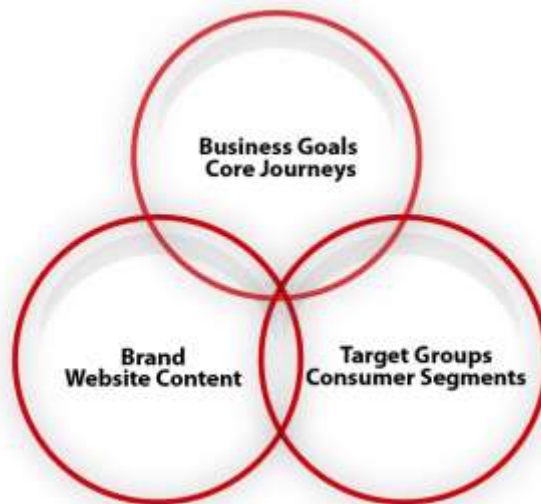 Business Goals
Core Journeys
Brand
Website Content
Target Groups
Consumer Segments